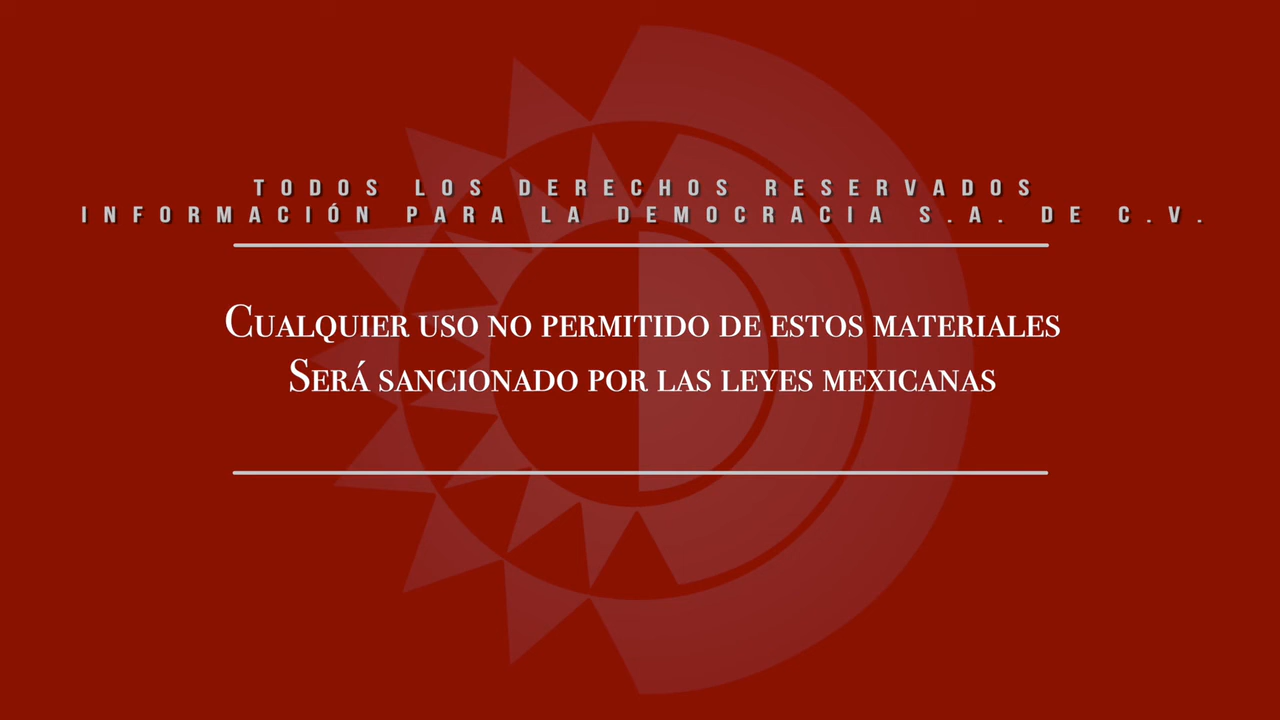 TODOS LOS DERECHOS RESERVADOS
INFORMACIÓN PARA LA DEMOCRACIA S.A. DE C.V.
Cualquier uso no permitido de estos materiales
Será sancionado por las leyes mexicanas